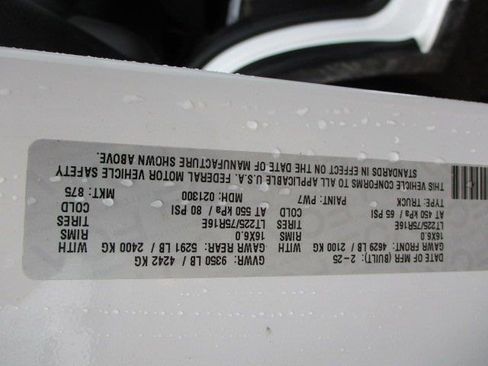 DATE OF MFR (BUILT): 2-25 GVWR: 9350 LB / 4242 KG
GAWR FRONT: 4629 LB / 2100 KG GAWR REAR: 5291 LB / 2400 KG
16X6.0 RIMS WITH 16X6.0 RIMS WITH
LT225/75R16E TIRES LT225/75R16E TIRES
AT 450 kPa / 65 PSI COLD AT 550 kPa / 80 PSI COLD
TYPE: TRUCK PAINT: PW7 MDH: 021300 MKT: 875
THIS VEHICLE CONFORMS TO ALL APPLICABLE U.S.A. FEDERAL MOTOR VEHICLE SAFETY
STANDARDS IN EFFECT ON THE DATE OF MANUFACTURE SHOWN ABOVE.